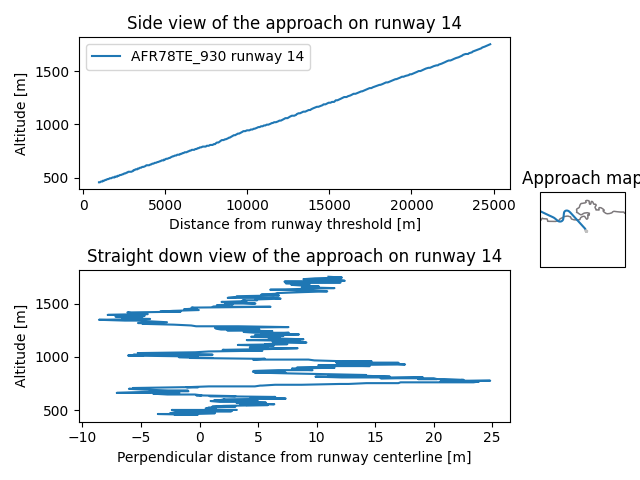 Side view of the approach on runway 14
AFR78TE_930 runway 14
Altitude [m]
1500
1000
500
0
5000
10000
15000
20000
25000
Distance from runway threshold [m]
Approach map
Straight down view of the approach on runway 14
Altitude [m]
1500
1000
500
−10
−5
0
5
10
15
20
25
Perpendicular distance from runway centerline [m]